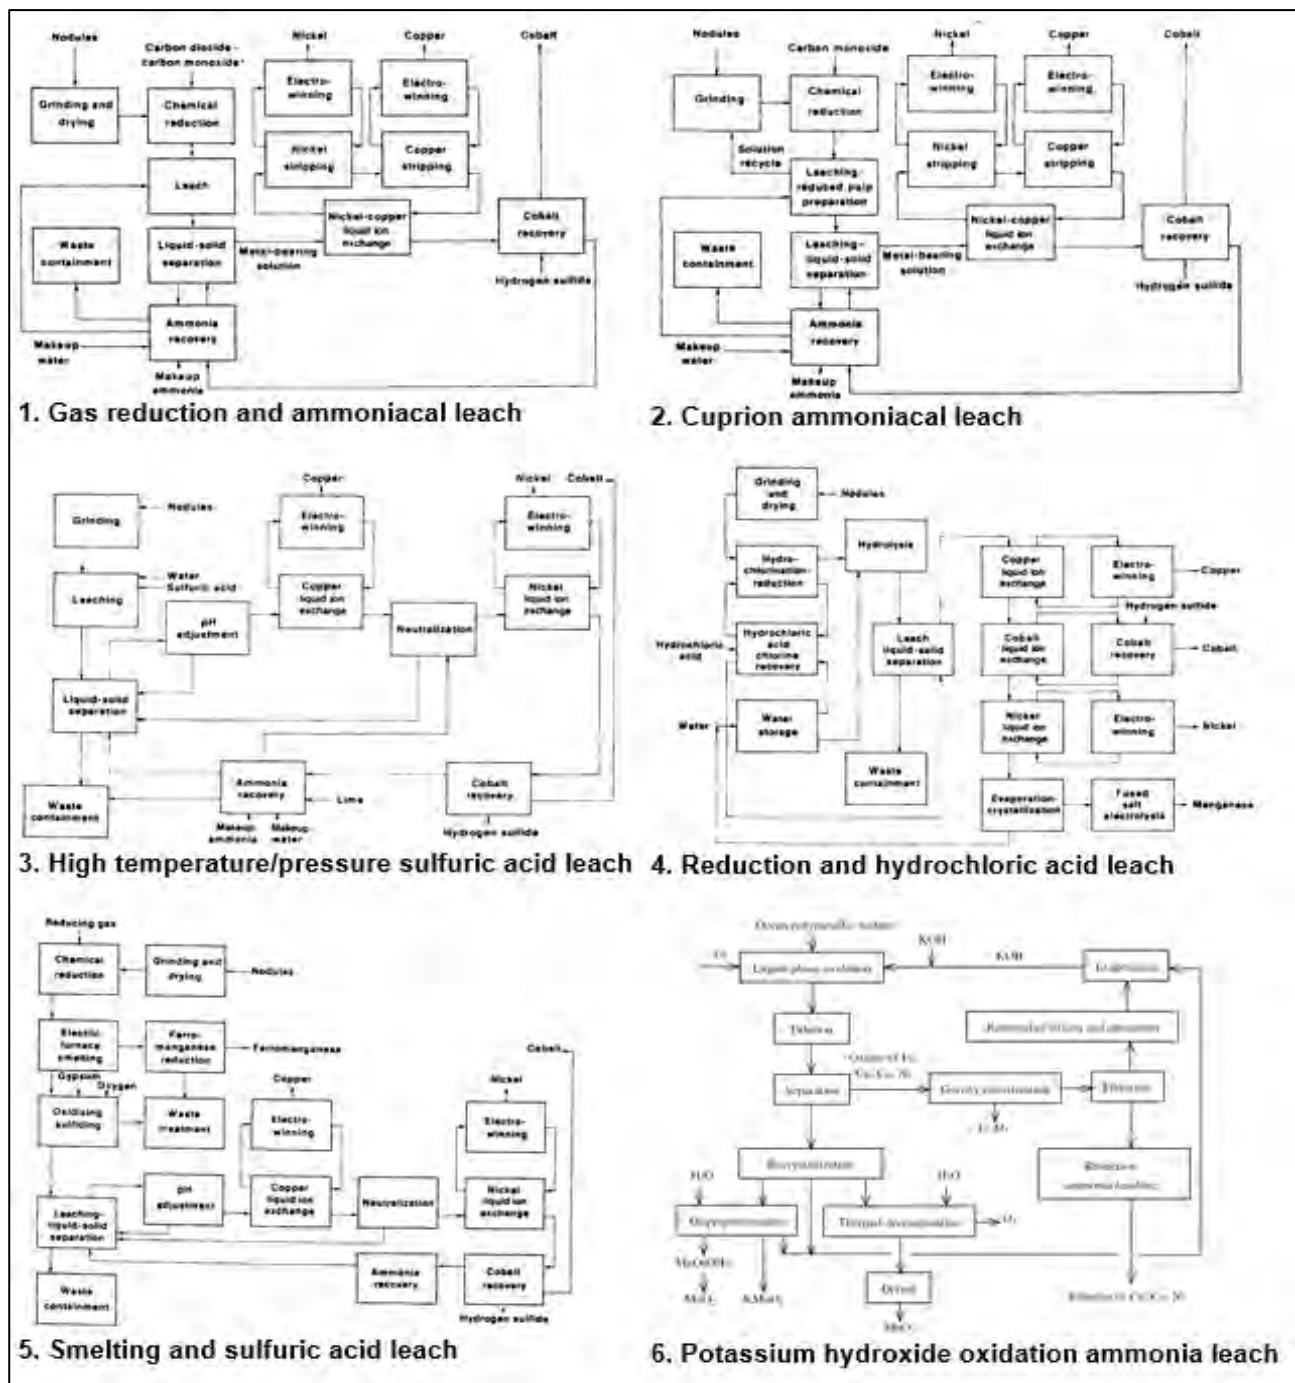 Nodules
Carbon dioxide-
carbon monoxide
Nickel
Copper
Cobalt
Grinding and
drying
Chemical
reduction
Electro-
winning
Electro-
winning
Leach
Nickel
stripping
Copper
stripping
Waste
containment
Liquid-solid
separation
Metal-bearing
solution
Nickel-copper
liquid ion
exchange
Cobalt
recovery
Hydrogen sulfide
Ammonia
recovery
Makeup
water
Makeup
ammonia
1. Gas reduction and ammoniacal leach
Nodules
Carbon monoxide
Nickel
Copper
Cobalt
Grinding
Chemical
reduction
Electro-
winning
Electro-
winning
Solution
recycle
Leaching-
reduced pulp
preparation
Nickel
stripping
Copper
stripping
Waste
containment
Leaching-
liquid-solid
separation
Metal-bearing
solution
Nickel-copper
liquid ion
exchange
Cobalt
recovery
Hydrogen sulfide
Ammonia
recovery
Makeup
water
Makeup
ammonia
2. Cuprion ammoniacal leach
Copper
Nickel
Cobalt
Grinding
Nodules
Electro-
winning
Electro-
winning
Leaching
Water
Sulfuric acid
pH
adjustment
Copper
liquid ion
exchange
Neutralization
Nickel
liquid ion
exchange
Liquid-solid
separation
Waste
containment
Ammonia
recovery
Lime
Cobalt
recovery
Makeup
ammonia
Makeup
water
Hydrogen sulfide
3. High temperature/pressure sulfuric acid leach
Grinding
and
drying
Nodules
Hydrolysis
Hydro-
chlorination-
reduction
Copper
liquid ion
exchange
Electro-
winning
Copper
Hydrogen sulfide
Hydrochloric
acid
Hydrochloric
acid
chlorine
recovery
Leach
liquid-solid
separation
Cobalt
liquid ion
exchange
Cobalt
recovery
Cobalt
Water
Water
storage
Nickel
liquid ion
exchange
Electro-
winning
Nickel
Waste
containment
Evaporation-
crystallization
Fused
salt
electrolysis
Manganese
4. Reduction and hydrochloric acid leach
Reducing gas
Chemical
reduction
Grinding and
drying
Nodules
Electric
furnace
smelting
Ferro-
manganese
reduction
Ferromanganese
Gypsum
Oxygen
Copper
Nickel
Cobalt
Oxidizing
sulfiding
Waste
treatment
Electro-
winning
Electro-
winning
Leaching-
liquid-solid
separation
pH
adjustment
Copper
liquid ion
exchange
Neutralization
Nickel
liquid ion
exchange
Waste
containment
Ammonia
recovery
Cobalt
recovery
Hydrogen sulfide
5. Smelting and sulfuric acid leach
KOH
KOH
Liquid-phase oxidation
Dilution
Separation
Filtration
H₂O
H₂O
6. Potassium hydroxide oxidation ammonia leach